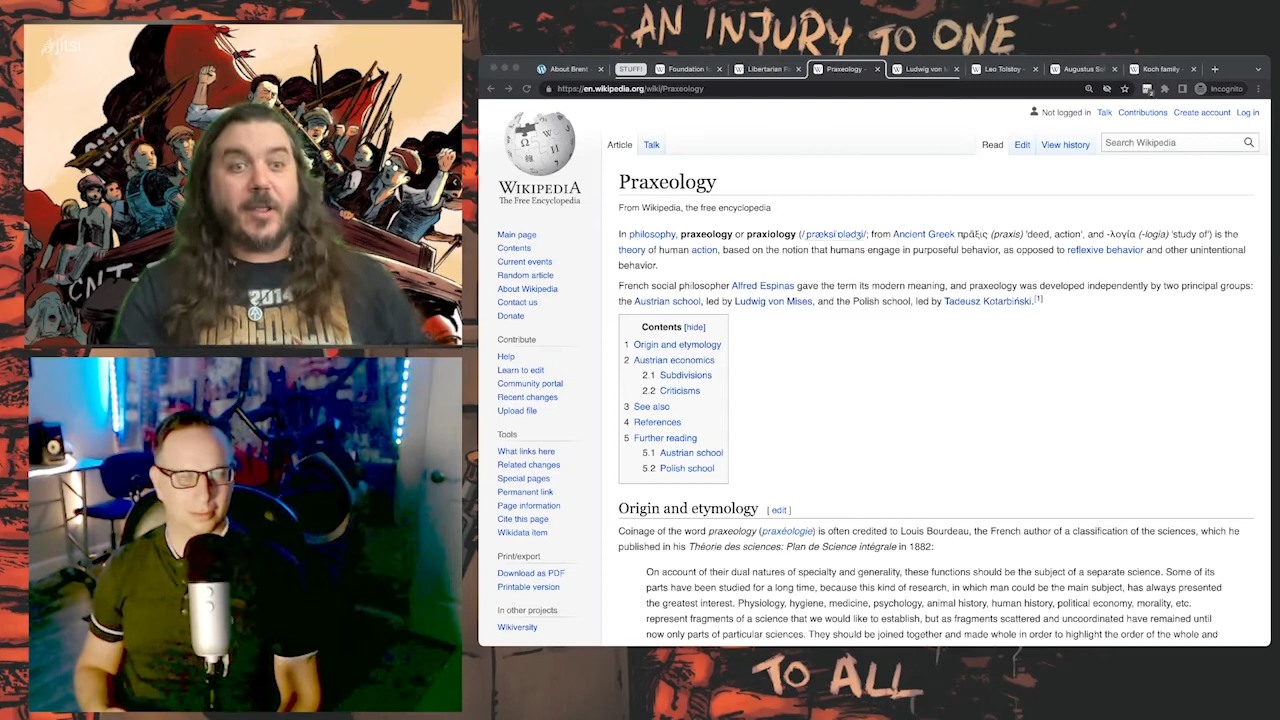 AN INJURY TO ONE
Jitsi
CNT
2014
About Brent
STUFF!
Foundation f
Libertarian P
Praxeology -
Ludwig von M
Leo Tolstoy -
Augustus Sol
Koch family -
https://en.wikipedia.org/wiki/Praxeology
Incognito
Not logged in Talk Contributions Create account Log in
Article Talk
Read Edit View history
Search Wikipedia
WIKIPEDIA
The Free Encyclopedia
Main page
Contents
Current events
Random article
About Wikipedia
Contact us
Donate
Contribute
Help
Learn to edit
Community portal
Recent changes
Upload file
Tools
What links here
Related changes
Special pages
Permanent link
Page information
Cite this page
Wikidata item
Print/export
Download as PDF
Printable version
In other projects
Wikiversity
Praxeology
From Wikipedia, the free encyclopedia
In philosophy, praxeology or praxiology (/ˌpræksiˈɒlədʒi/; from Ancient Greek πρᾶξις (praxis) 'deed, action', and -λογία (-logia) 'study of') is the
theory of human action, based on the notion that humans engage in purposeful behavior, as opposed to reflexive behavior and other unintentional
behavior.
French social philosopher Alfred Espinas gave the term its modern meaning, and praxeology was developed independently by two principal groups:
the Austrian school, led by Ludwig von Mises, and the Polish school, led by Tadeusz Kotarbiński.[1]
Contents [hide]
1 Origin and etymology
2 Austrian economics
2.1 Subdivisions
2.2 Criticisms
3 See also
4 References
5 Further reading
5.1 Austrian school
5.2 Polish school
Origin and etymology [ edit ]
Coinage of the word praxeology (praxéologie) is often credited to Louis Bourdeau, the French author of a classification of the sciences, which he
published in his Théorie des sciences: Plan de Science intégrale in 1882:
On account of their dual natures of specialty and generality, these functions should be the subject of a separate science. Some of its
parts have been studied for a long time, because this kind of research, in which man could be the main subject, has always presented
the greatest interest. Physiology, hygiene, medicine, psychology, animal history, human history, political economy, morality, etc.
represent fragments of a science that we would like to establish, but as fragments scattered and uncoordinated have remained until
now only parts of particular sciences. They should be joined together and made whole in order to highlight the order of the whole and
TO ALL